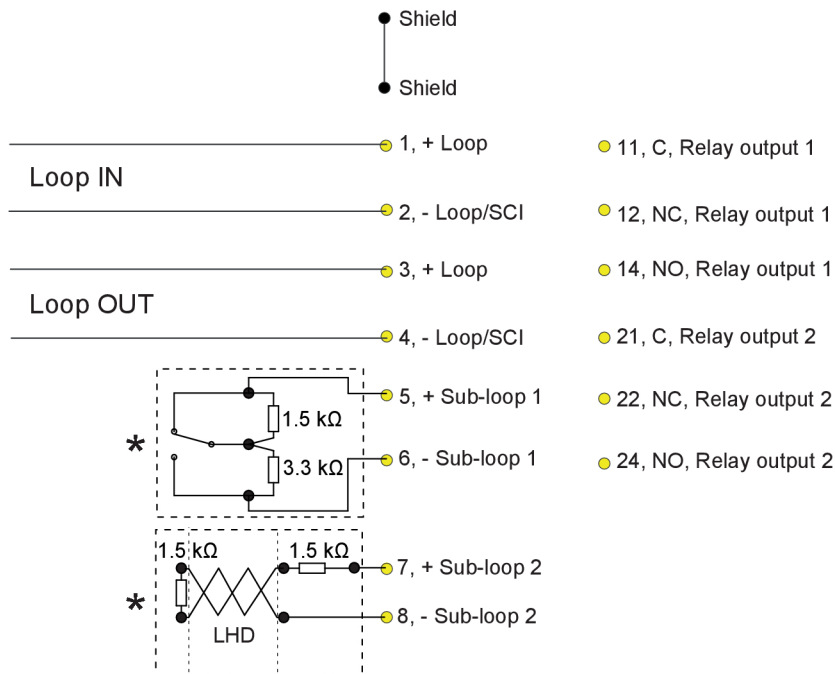 Shield
Shield
1, + Loop
11, C, Relay output 1
Loop IN
2, - Loop/SCI
12, NC, Relay output 1
3, + Loop
14, NO, Relay output 1
Loop OUT
4, - Loop/SCI
21, C, Relay output 2
5, + Sub-loop 1
22, NC, Relay output 2
1.5 kΩ
*
6, - Sub-loop 1
24, NO, Relay output 2
3.3 kΩ
1.5 kΩ
1.5 kΩ
7, + Sub-loop 2
*
8, - Sub-loop 2
LHD